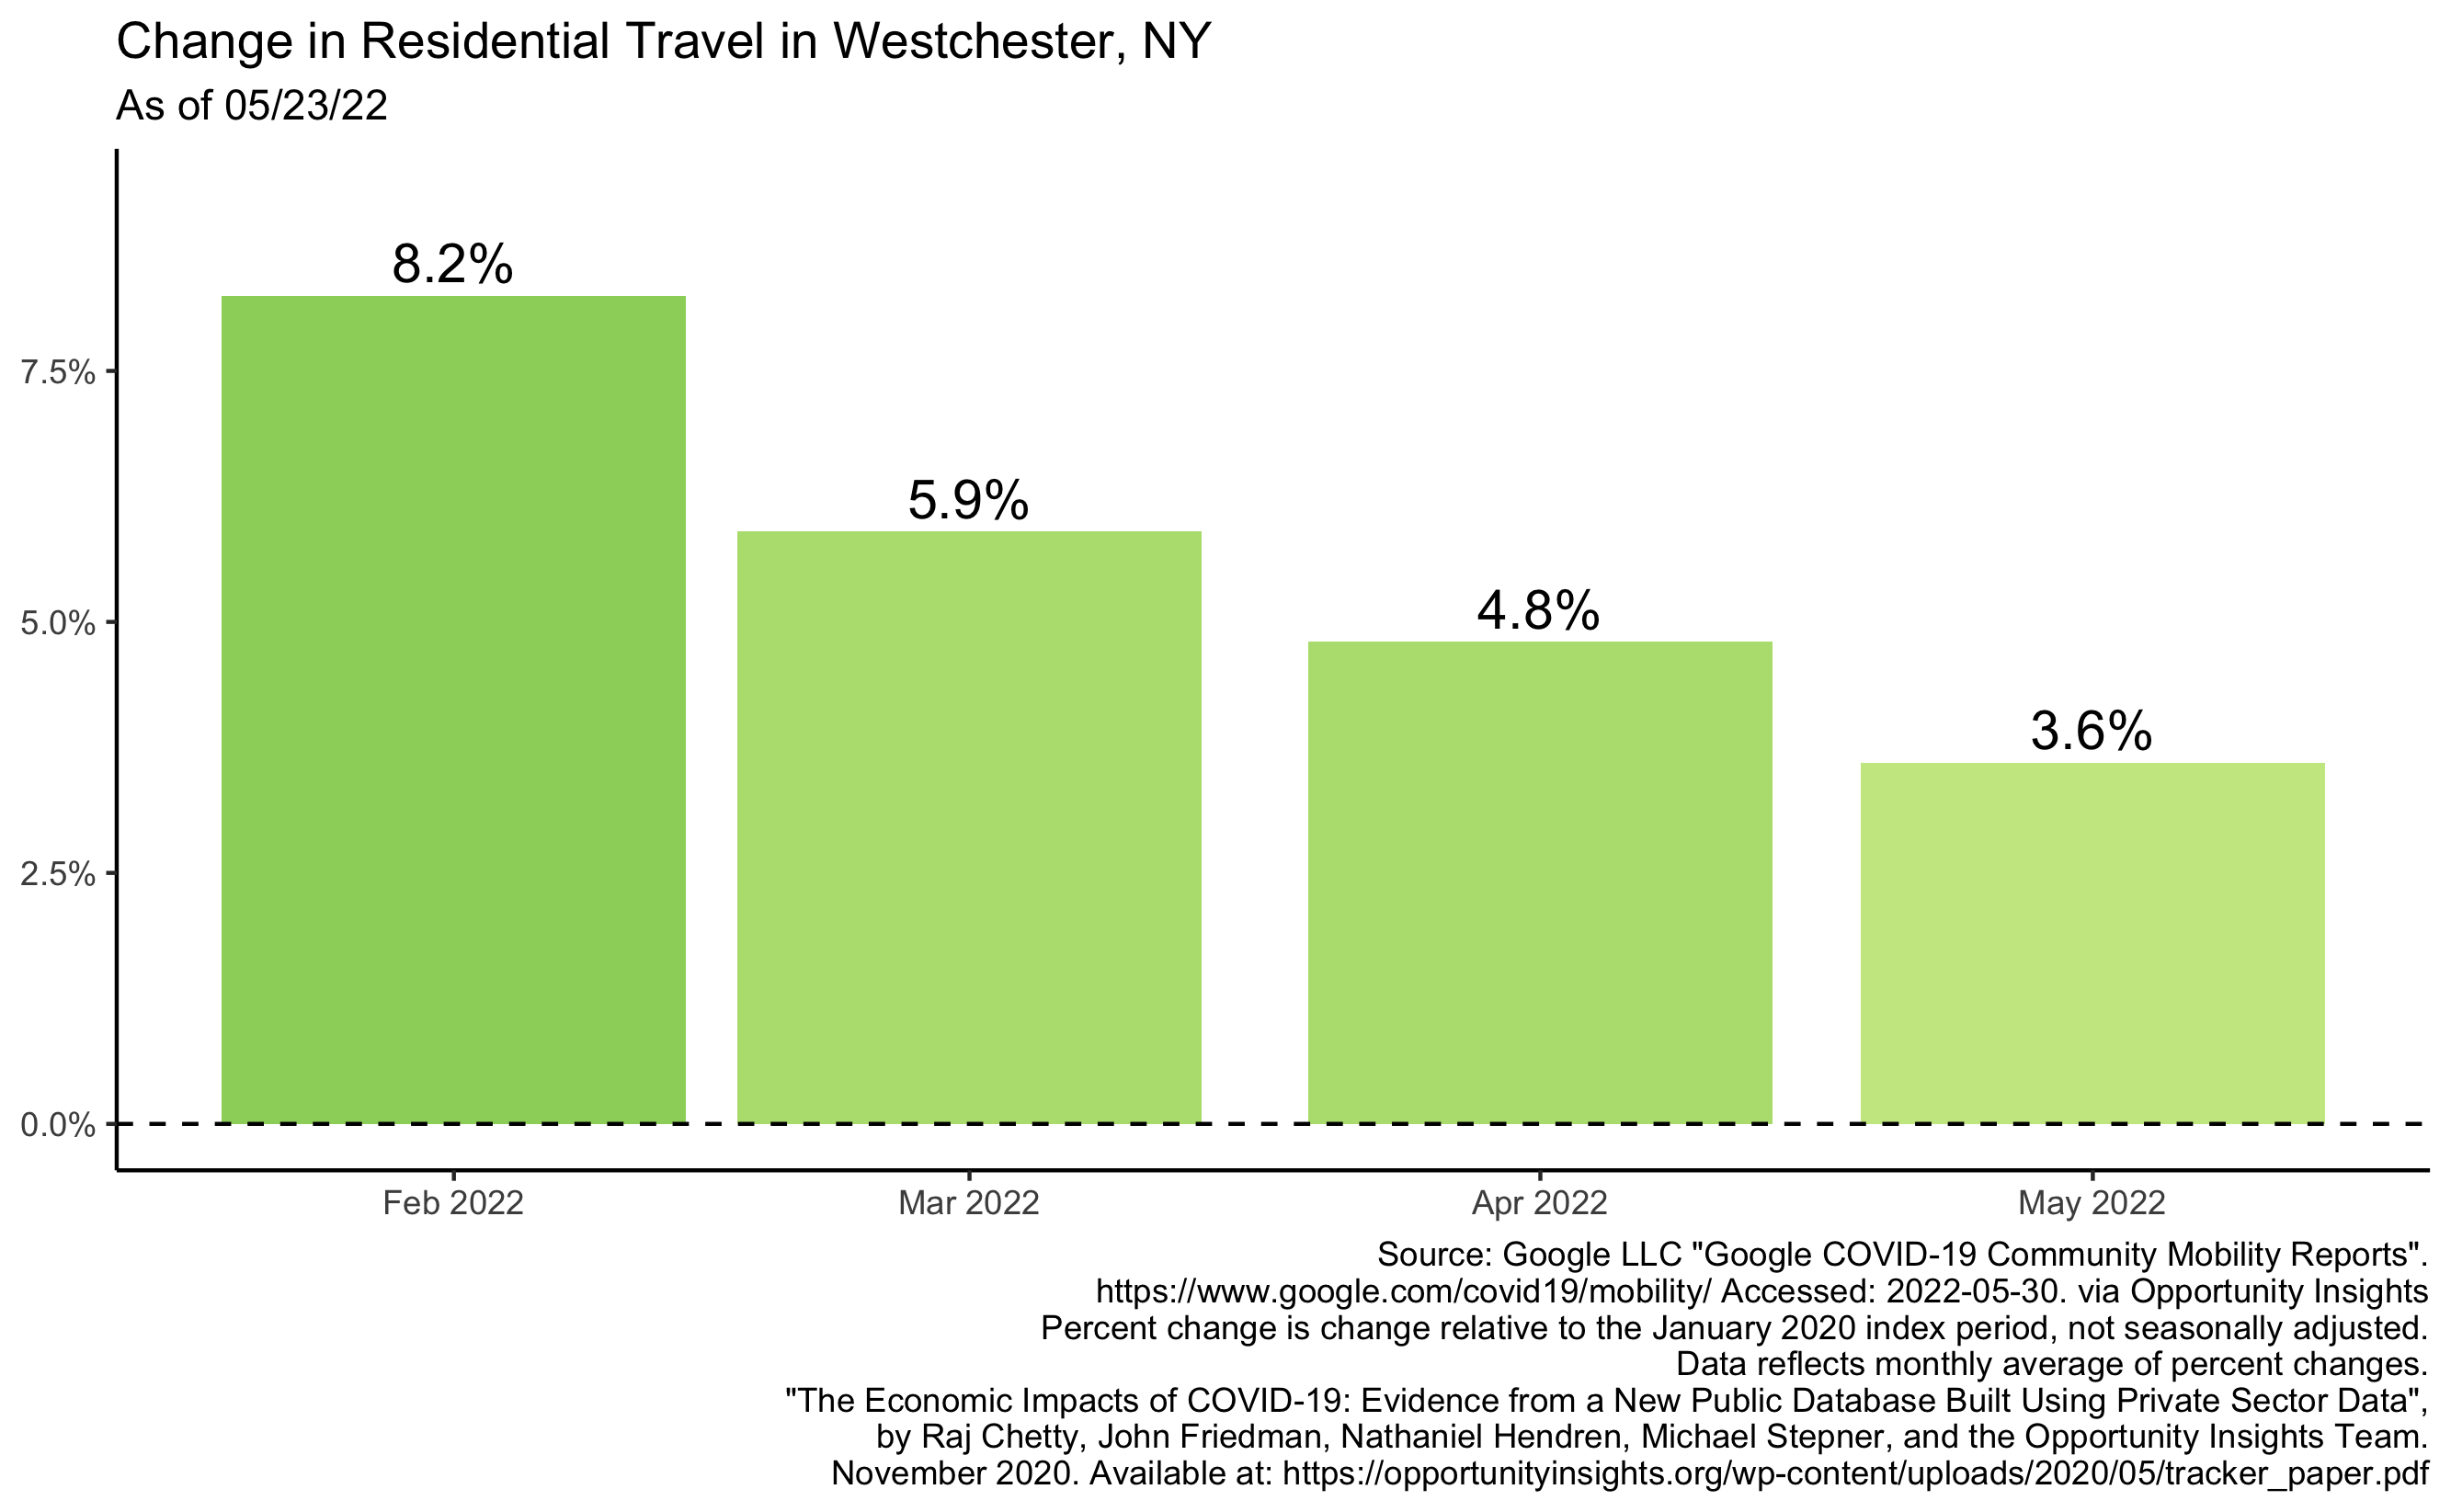 Change in Residential Travel in Westchester, NY
As of 05/23/22
8.2%
5.9%
4.8%
3.6%
7.5%
5.0%
2.5%
0.0%
Feb 2022
Mar 2022
Apr 2022
May 2022
Source: Google LLC "Google COVID-19 Community Mobility Reports".
https://www.google.com/covid19/mobility/ Accessed: 2022-05-30. via Opportunity Insights
Percent change is change relative to the January 2020 index period, not seasonally adjusted.
Data reflects monthly average of percent changes.
"The Economic Impacts of COVID-19: Evidence from a New Public Database Built Using Private Sector Data",
by Raj Chetty, John Friedman, Nathaniel Hendren, Michael Stepner, and the Opportunity Insights Team.
November 2020. Available at: https://opportunityinsights.org/wp-content/uploads/2020/05/tracker_paper.pdf